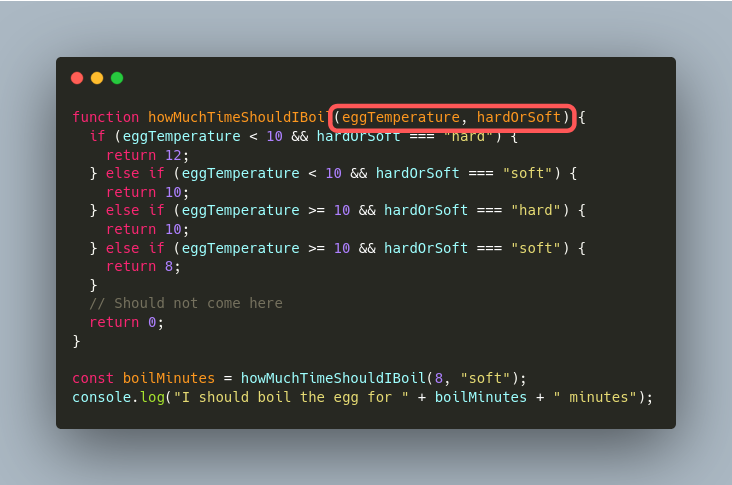 function howMuchTimeShouldIBoil(eggTemperature, hardOrSoft) {
  if (eggTemperature < 10 && hardOrSoft === "hard") {
    return 12;
  } else if (eggTemperature < 10 && hardOrSoft === "soft") {
    return 10;
  } else if (eggTemperature >= 10 && hardOrSoft === "hard") {
    return 10;
  } else if (eggTemperature >= 10 && hardOrSoft === "soft") {
    return 8;
  }
  // Should not come here
  return 0;
}

const boilMinutes = howMuchTimeShouldIBoil(8, "soft");
console.log("I should boil the egg for " + boilMinutes + " minutes");